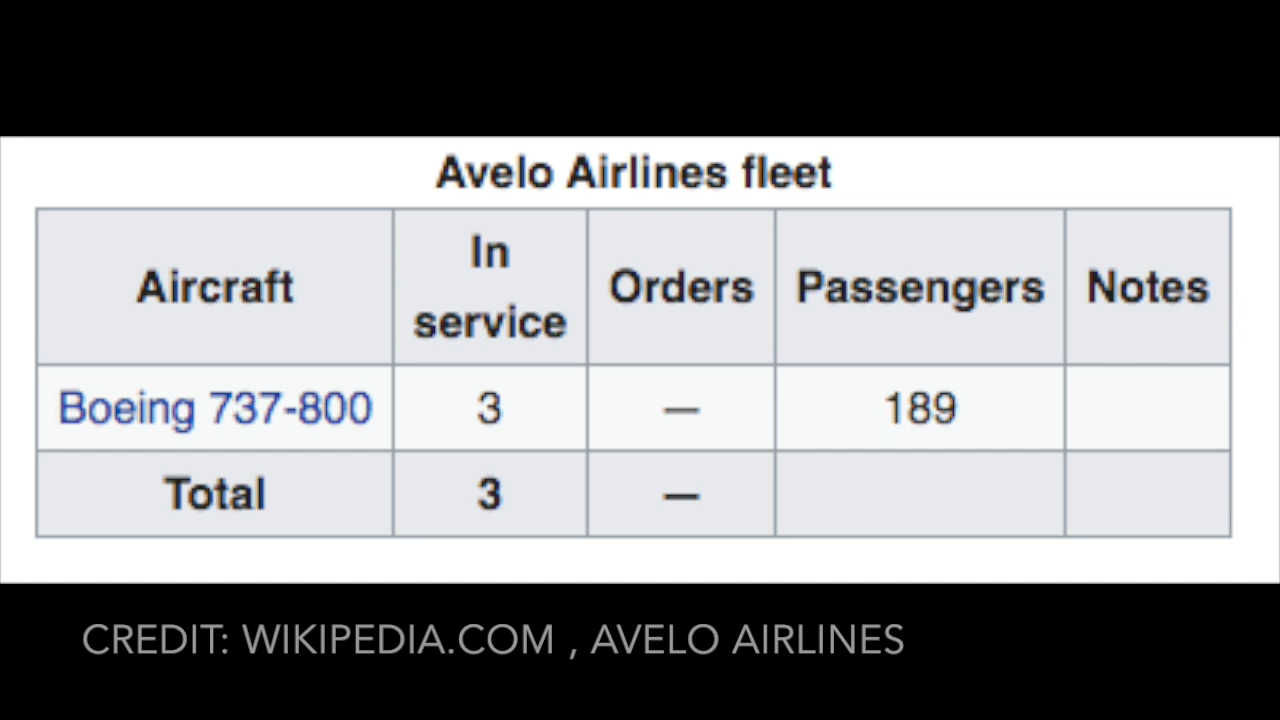 Avelo Airlines fleet
Aircraft In service Orders Passengers Notes
Boeing 737-800 3 — 189
Total 3 —
CREDIT: WIKIPEDIA.COM , AVELO AIRLINES